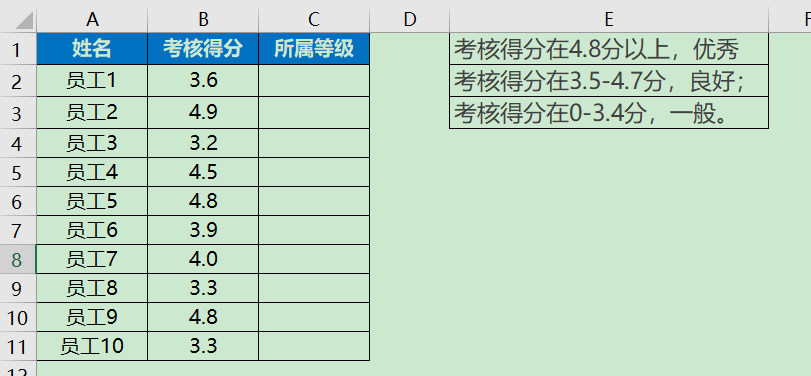 A B C D E F
1 姓名 考核得分 所属等级 考核得分在4.8分以上，优秀
2 员工1 3.6 考核得分在3.5-4.7分，良好；
3 员工2 4.9 考核得分在0-3.4分，一般。
4 员工3 3.2
5 员工4 4.5
6 员工5 4.8
7 员工6 3.9
8 员工7 4.0
9 员工8 3.3
10 员工9 4.8
11 员工10 3.3
12